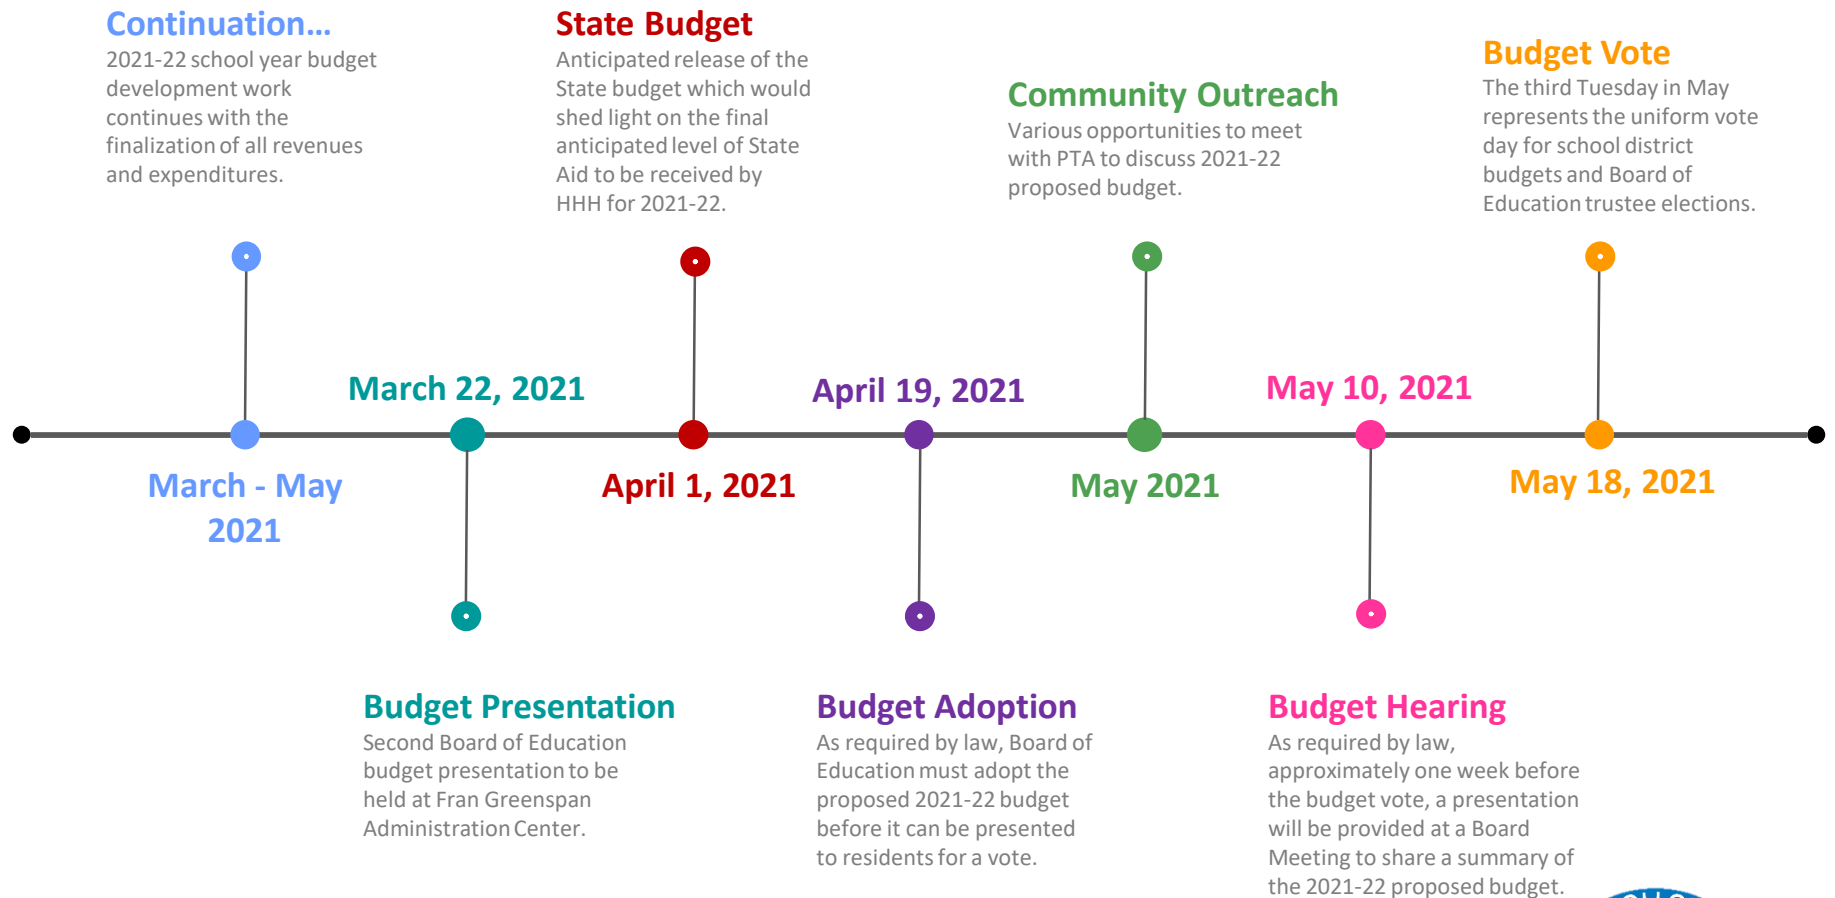 Continuation...
2021-22 school year budget
development work
continues with the
finalization of all revenues
and expenditures.
State Budget
Anticipated release of the
State budget which would
shed light on the final
anticipated level of State
Aid to be received by
HHH for 2021-22.
Community Outreach
Various opportunities to meet
with PTA to discuss 2021-22
proposed budget.
Budget Vote
The third Tuesday in May
represents the uniform vote
day for school district
budgets and Board of
Education trustee elections.
March 22, 2021
April 19, 2021
May 10, 2021
March - May
2021
April 1, 2021
May 2021
May 18, 2021
Budget Presentation
Second Board of Education
budget presentation to be
held at Fran Greenspan
Administration Center.
Budget Adoption
As required by law, Board of
Education must adopt the
proposed 2021-22 budget
before it can be presented
to residents for a vote.
Budget Hearing
As required by law,
approximately one week before
the budget vote, a presentation
will be provided at a Board
Meeting to share a summary of
the 2021-22 proposed budget.